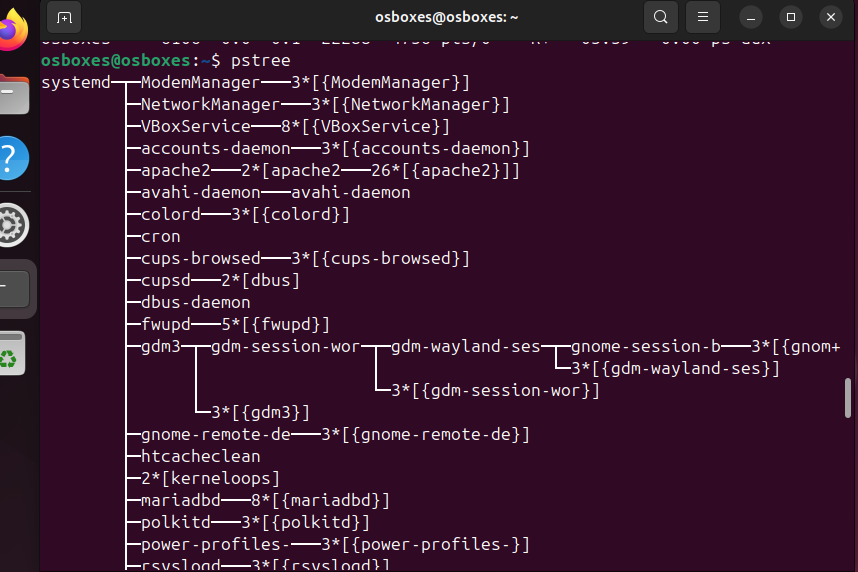 osboxes@osboxes: ~
osboxes@osboxes:~$ pstree
systemd─┬─ModemManager───3*[{ModemManager}]
        ├─NetworkManager───3*[{NetworkManager}]
        ├─VBoxService───8*[{VBoxService}]
        ├─accounts-daemon───3*[{accounts-daemon}]
        ├─apache2───2*[apache2───26*[{apache2}]]
        ├─avahi-daemon───avahi-daemon
        ├─colord───3*[{colord}]
        ├─cron
        ├─cups-browsed───3*[{cups-browsed}]
        ├─cupsd───2*[dbus]
        ├─dbus-daemon
        ├─fwupd───5*[{fwupd}]
        ├─gdm3─┬─gdm-session-wor─┬─gdm-wayland-ses─┬─gnome-session-b───3*[{gnom+
        │      │                 │                 └─3*[{gdm-wayland-ses}]
        │      │                 └─3*[{gdm-session-wor}]
        │      └─3*[{gdm3}]
        ├─gnome-remote-de───3*[{gnome-remote-de}]
        ├─htcacheclean
        ├─2*[kerneloops]
        ├─mariadbd───8*[{mariadbd}]
        ├─polkitd───3*[{polkitd}]
        ├─power-profiles-───3*[{power-profiles-}]
        ├─rsyslogd───3*[{rsyslogd}]